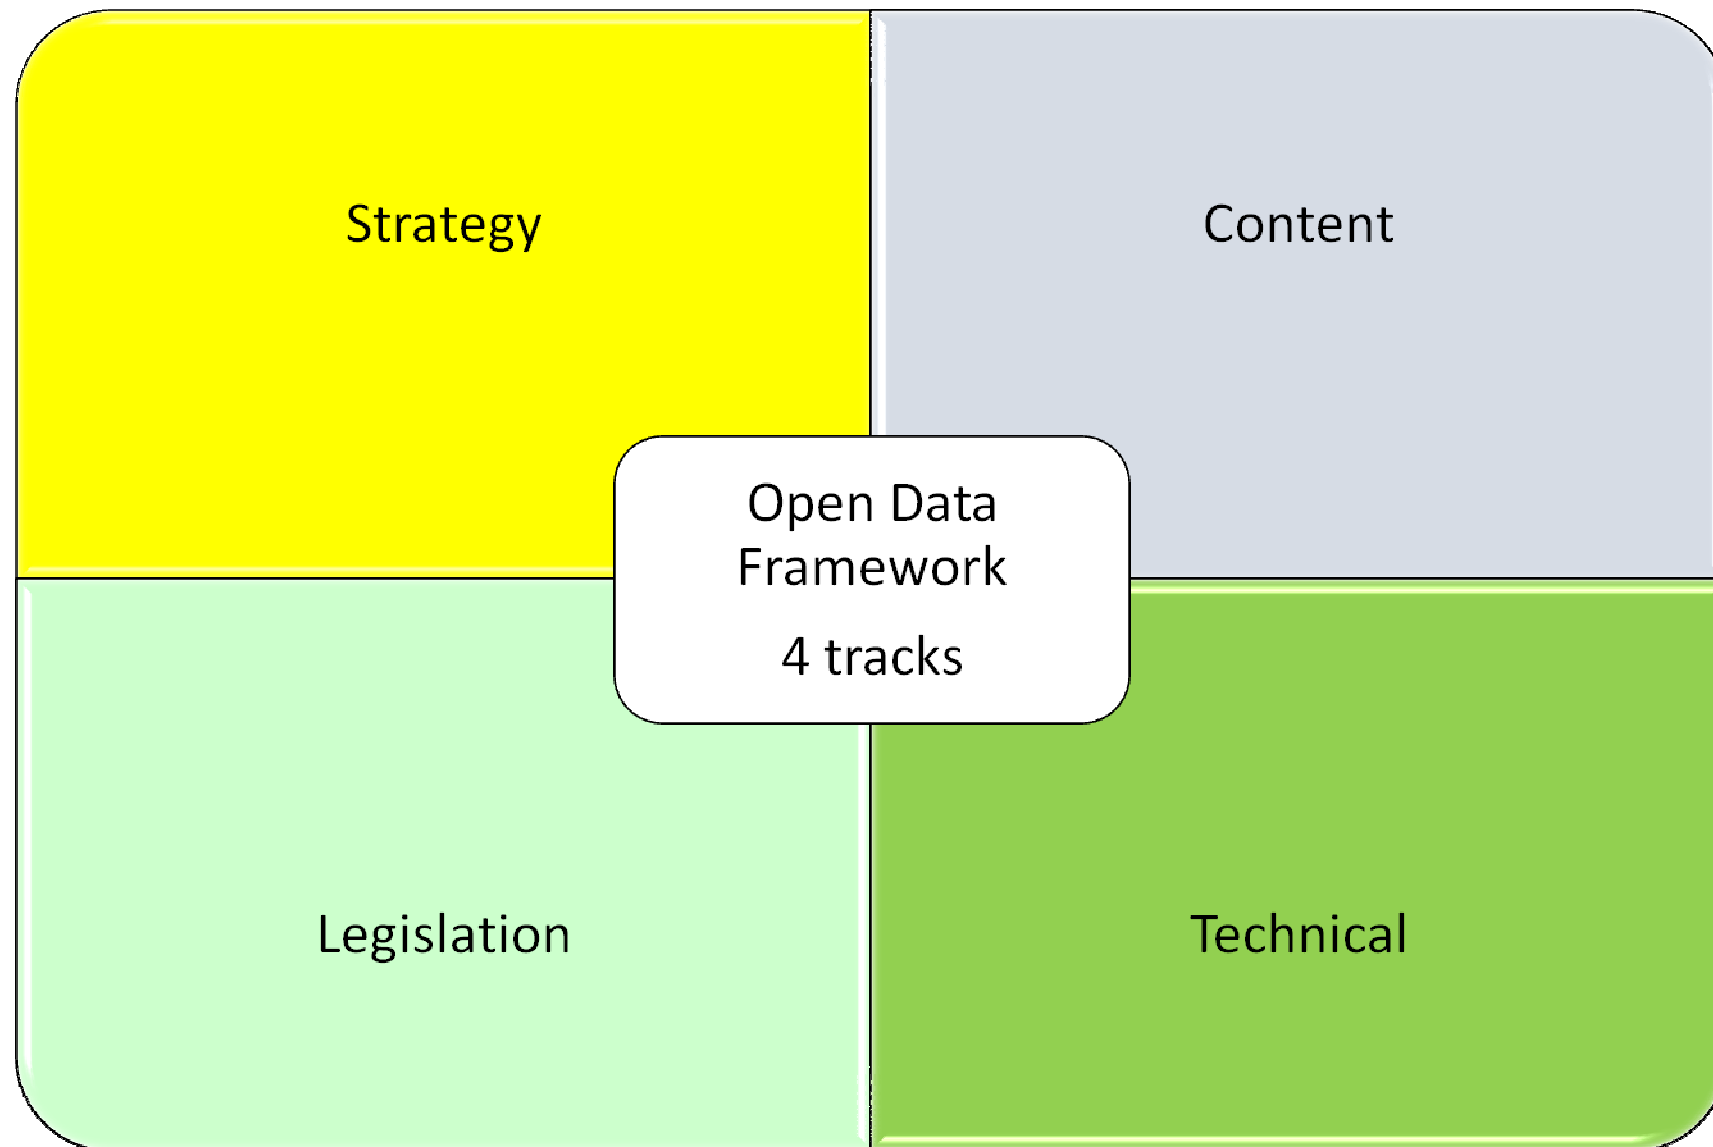 Strategy
Content
Open Data
Framework
4 tracks
Legislation
Technical